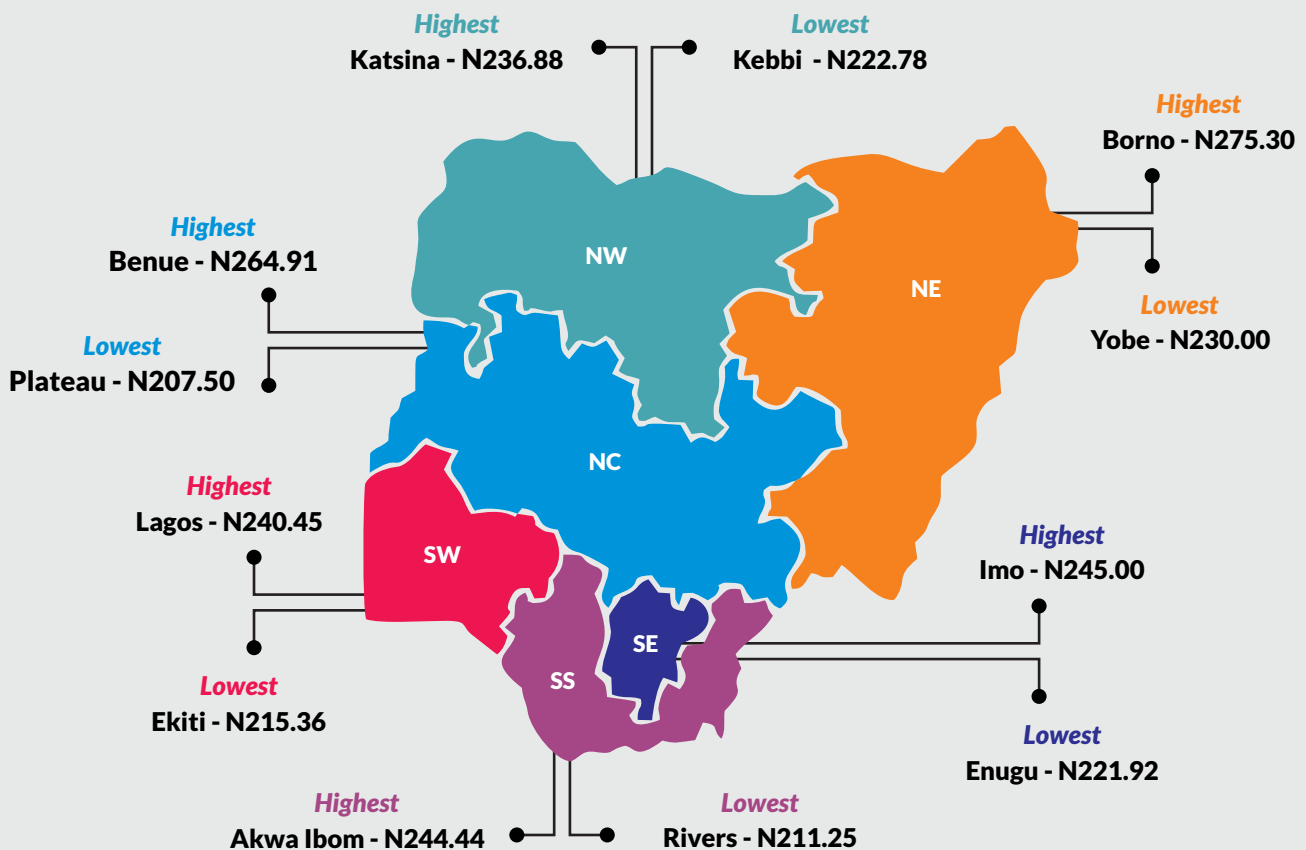 Highest
Katsina - N236.88
Lowest
Kebbi - N222.78
Highest
Borno - N275.30
Lowest
Yobe - N230.00
Highest
Benue - N264.91
Lowest
Plateau - N207.50
NW
NE
NC
Highest
Lagos - N240.45
Lowest
Ekiti - N215.36
SW
SS
SE
Highest
Imo - N245.00
Lowest
Enugu - N221.92
Highest
Akwa Ibom - N244.44
Lowest
Rivers - N211.25